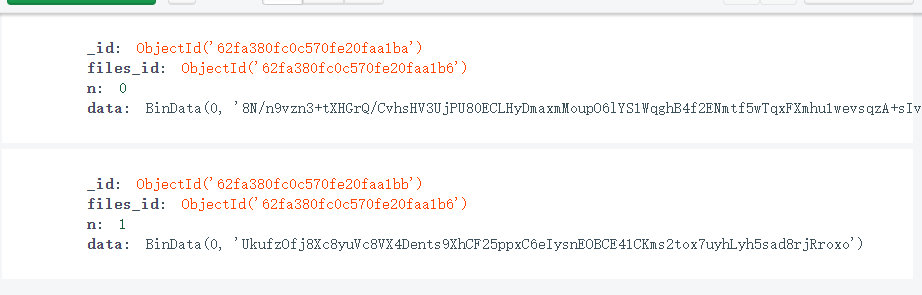 _id: ObjectId('62fa380fc0c570fe20faa1ba')
files_id: ObjectId('62fa380fc0c570fe20faa1b6')
n: 0
data: BinData(0, '8N/n9vzn3+tXHGrQ/CvhsHV3UjPU80ECLHyDmaxmMoupO6lYS1WqghB4f2ENmtf5wTqxFXmhu1wevsqzA+sIv
_id: ObjectId('62fa380fc0c570fe20faa1bb')
files_id: ObjectId('62fa380fc0c570fe20faa1b6')
n: 1
data: BinData(0, 'UkufzOfj8Xc8yuVc8VX4Dents9XhCF25ppxC6eIysnEOBCE41CKms2tox7uyhLyh5sad8rjRroxo')